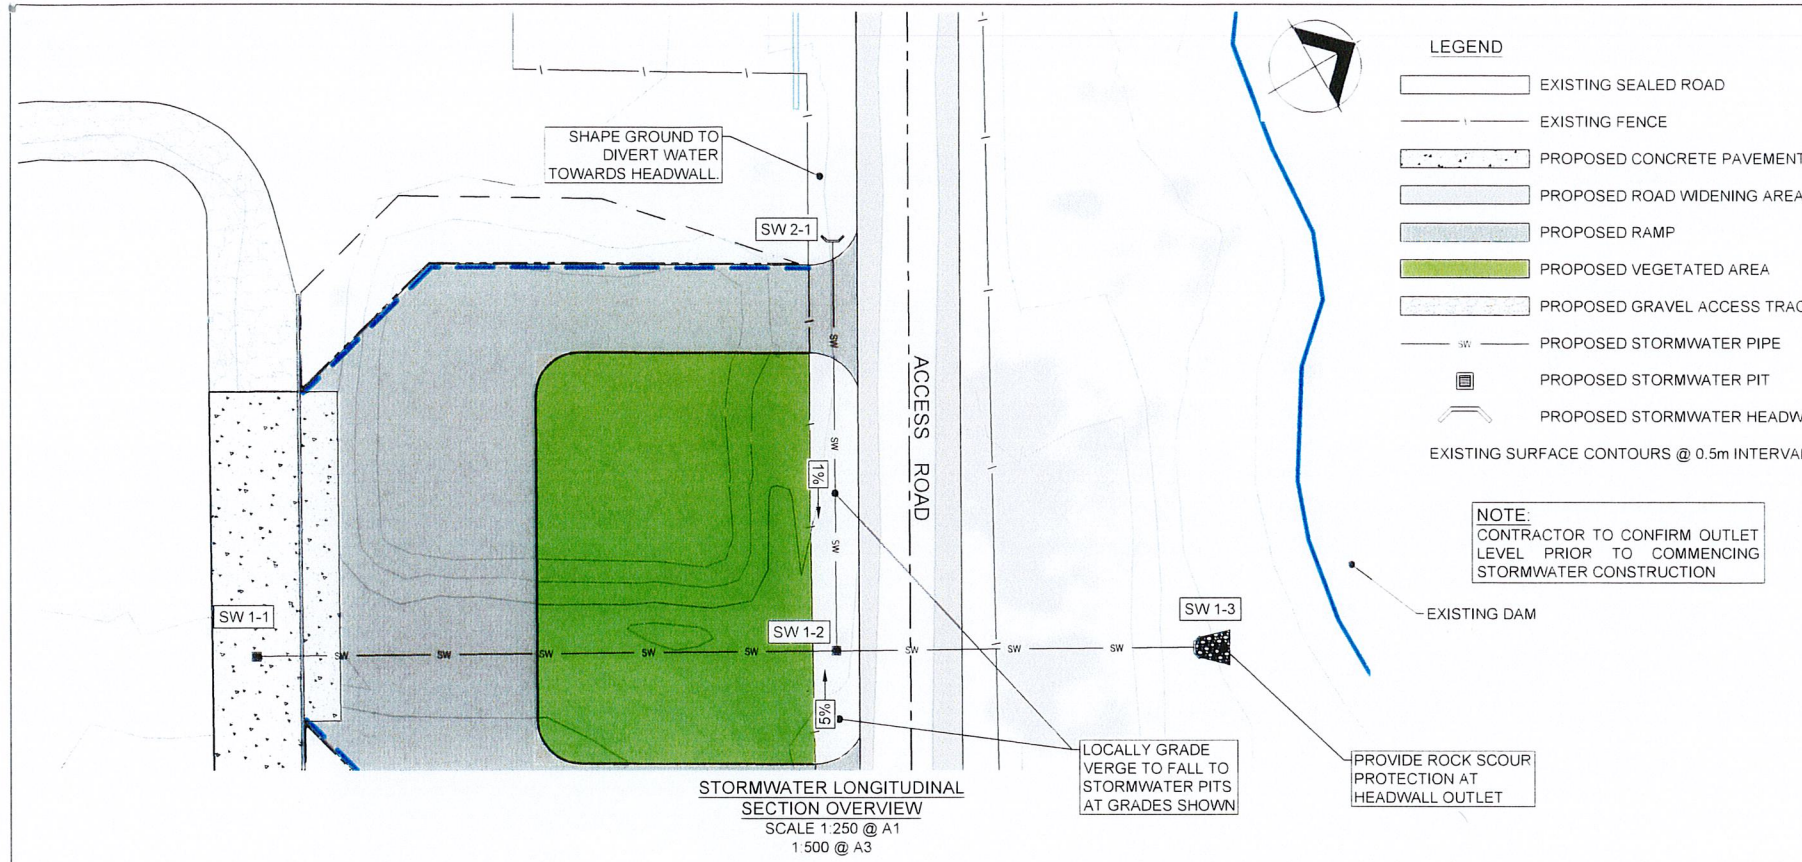 LEGEND
EXISTING SEALED ROAD
EXISTING FENCE
PROPOSED CONCRETE PAVEMENT
PROPOSED ROAD WIDENING AREA
PROPOSED RAMP
PROPOSED VEGETATED AREA
PROPOSED GRAVEL ACCESS TRAC
SW PROPOSED STORMWATER PIPE
PROPOSED STORMWATER PIT
PROPOSED STORMWATER HEADW
EXISTING SURFACE CONTOURS @ 0.5m INTERVAL
NOTE:
CONTRACTOR TO CONFIRM OUTLET
LEVEL PRIOR TO COMMENCING
STORMWATER CONSTRUCTION
SHAPE GROUND TO
DIVERT WATER
TOWARDS HEADWALL.
SW 2-1
SW
SW
SW
1%
ACCESS ROAD
SW 1-1
SW 1-2
SW 1-3
SW SW SW SW SW SW SW SW
5%
EXISTING DAM
LOCALLY GRADE
VERGE TO FALL TO
STORMWATER PITS
AT GRADES SHOWN
PROVIDE ROCK SCOUR
PROTECTION AT
HEADWALL OUTLET
STORMWATER LONGITUDINAL
SECTION OVERVIEW
SCALE 1:250 @ A1
1:500 @ A3